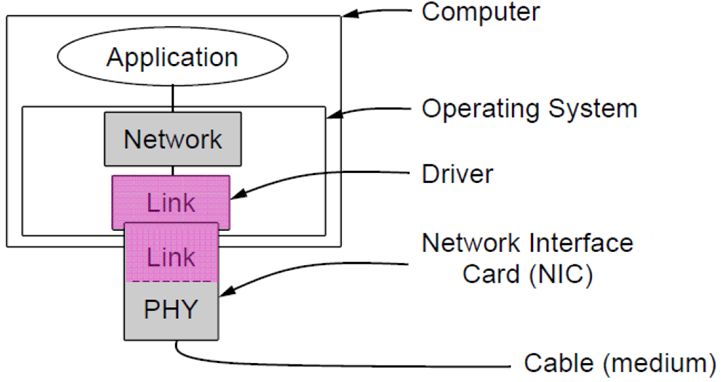 Computer
Application
Operating System
Network
Driver
Link
Link
Network Interface
Card (NIC)
PHY
Cable (medium)